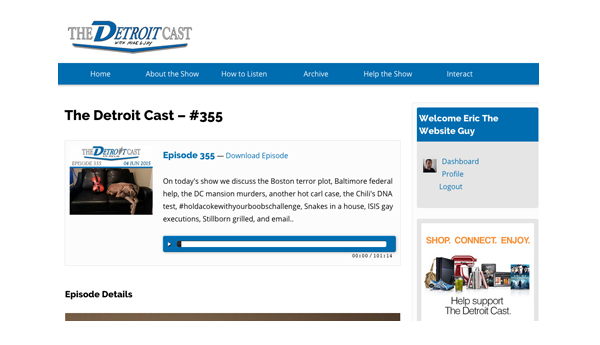 THE DETROIT CAST
WITH MIKE & JAY
Home About the Show How to Listen Archive Help the Show Interact
The Detroit Cast – #355
THE DETROIT CAST
EPISODE 355 04 JUN 2015
Episode 355 — Download Episode
On today's show we discuss the Boston terror plot, Baltimore federal
help, the DC mansion murders, another hot carl case, the Chili's DNA
test, #holdacokewithyourboobschallenge, Snakes in a house, ISIS gay
executions, Stillborn grilled, and email..
00:00 / 101:14
Episode Details
Welcome Eric The
Website Guy
Dashboard
Profile
Logout
SHOP. CONNECT. ENJOY.
Help support
The Detroit Cast.